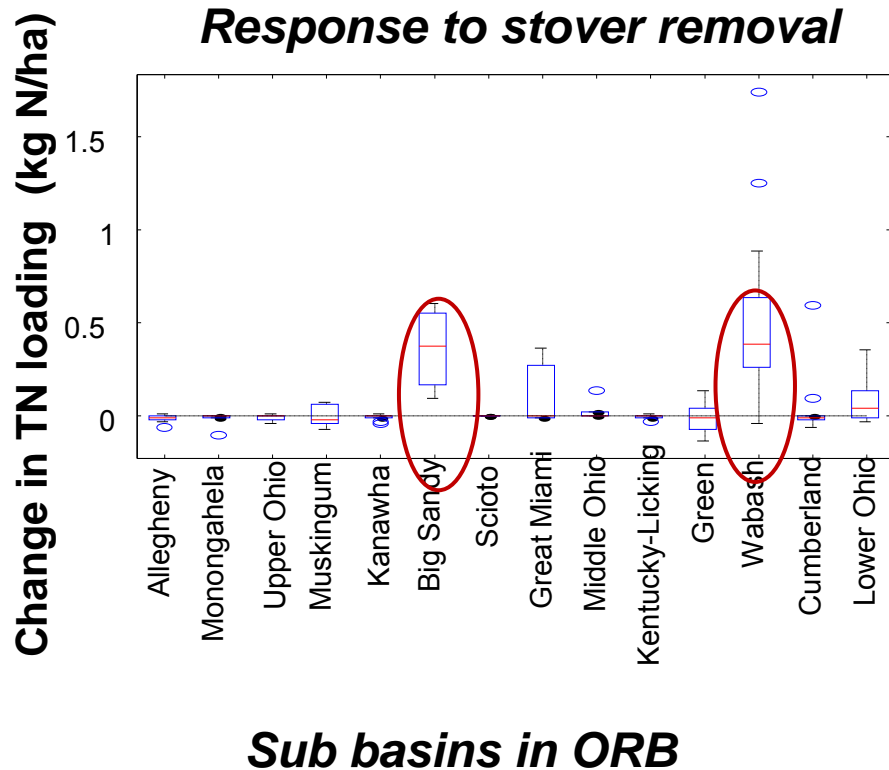 Response to stover removal
Change in TN loading (kg N/ha)
1.5
1
0.5
0
Allegheny
Monongahela
Upper Ohio
Muskingum
Kanawha
Big Sandy
Scioto
Great Miami
Middle Ohio
Kentucky-Licking
Green
Wabash
Cumberland
Lower Ohio
Sub basins in ORB